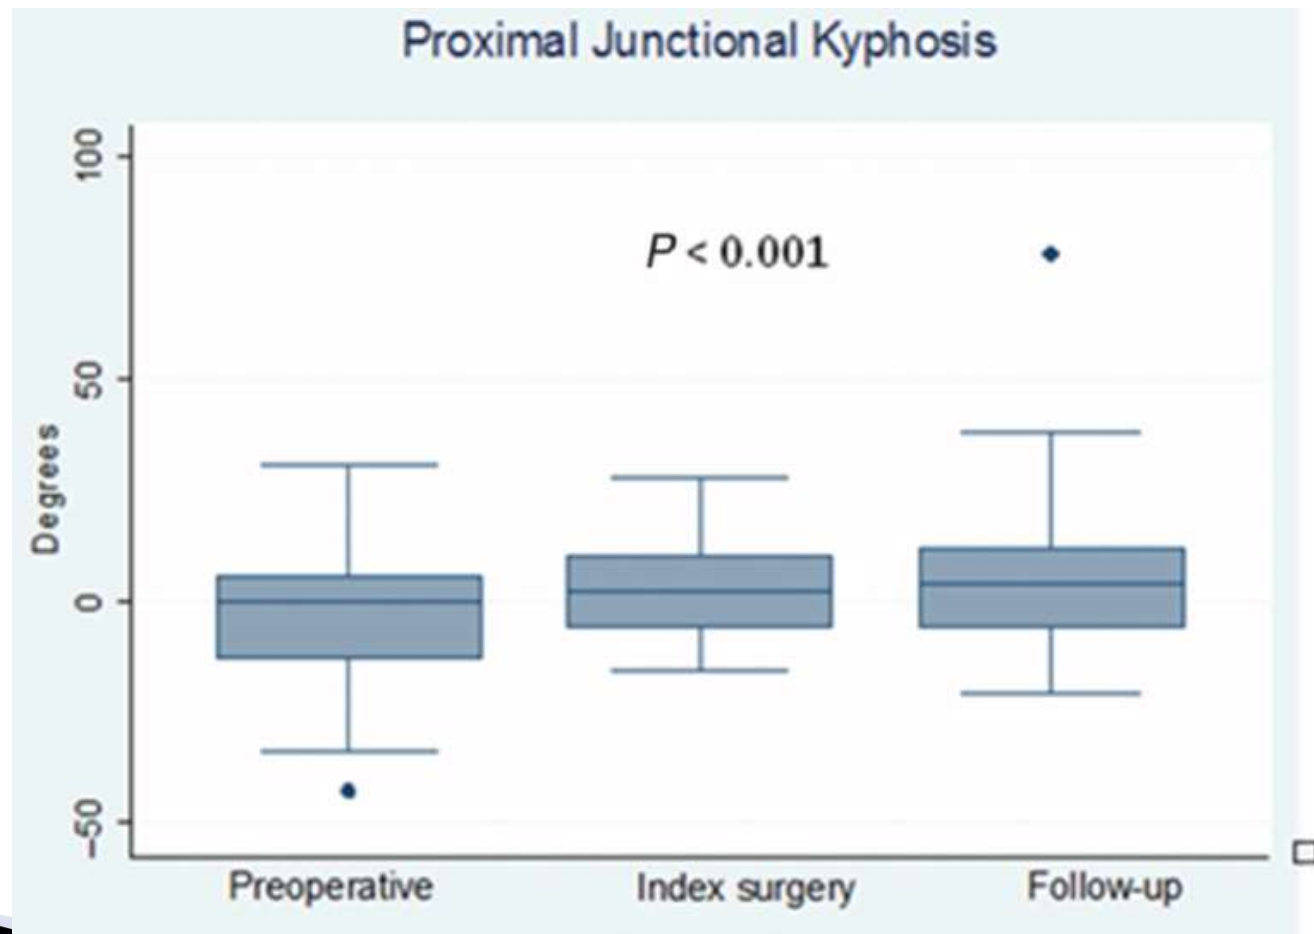 Proximal Junctional Kyphosis
100
P < 0.001
50
Degrees
0
−50
Preoperative
Index surgery
Follow-up